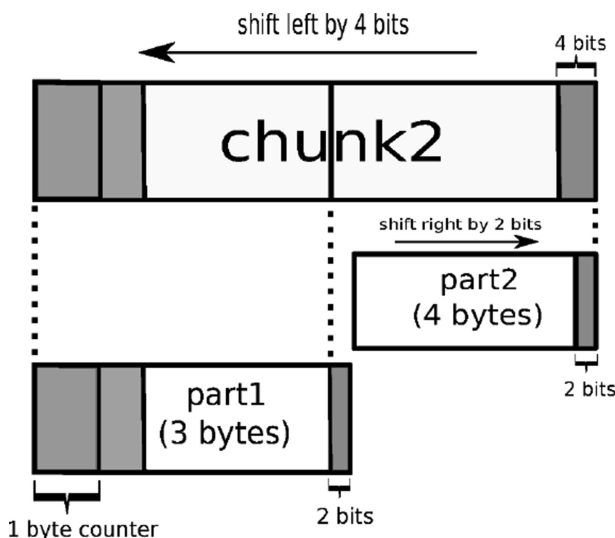 shift left by 4 bits
4 bits
chunk2
shift right by 2 bits
part2
(4 bytes)
2 bits
part1
(3 bytes)
2 bits
1 byte counter